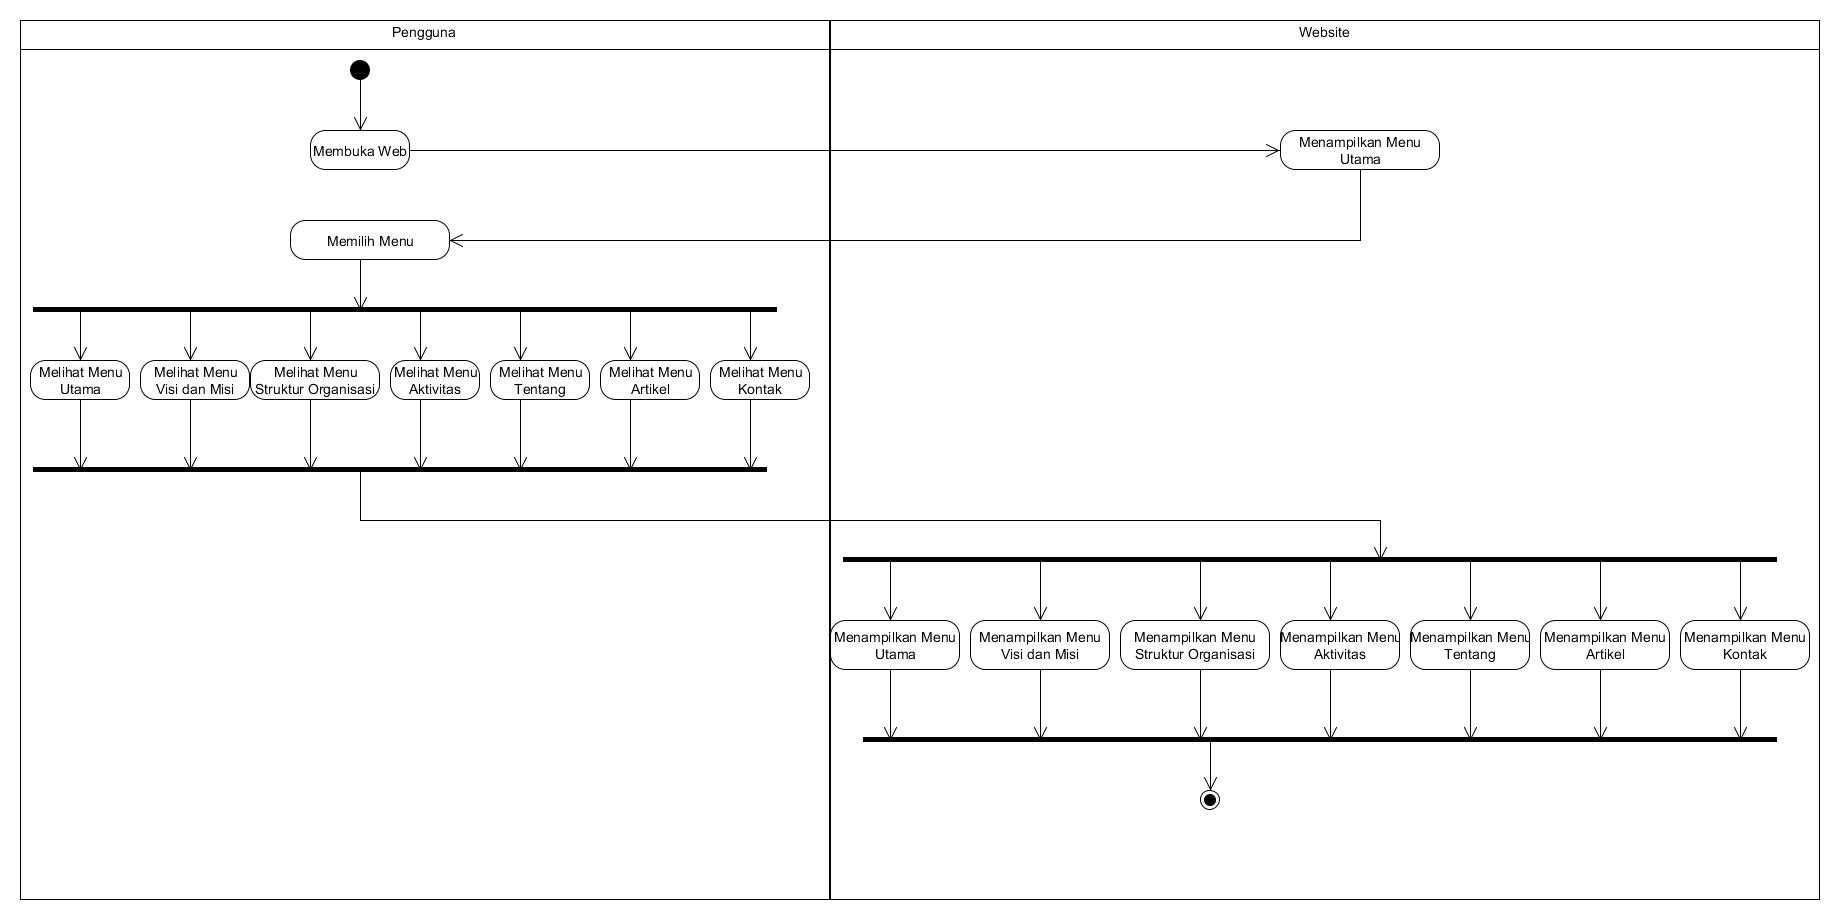 Pengguna
Website
Membuka Web
Menampilkan Menu
Utama
Memilih Menu
Melihat Menu
Utama
Melihat Menu
Visi dan Misi
Melihat Menu
Struktur Organisasi
Melihat Menu
Aktivitas
Melihat Menu
Tentang
Melihat Menu
Artikel
Melihat Menu
Kontak
Menampilkan Menu
Utama
Menampilkan Menu
Visi dan Misi
Menampilkan Menu
Struktur Organisasi
Menampilkan Menu
Aktivitas
Menampilkan Menu
Tentang
Menampilkan Menu
Artikel
Menampilkan Menu
Kontak